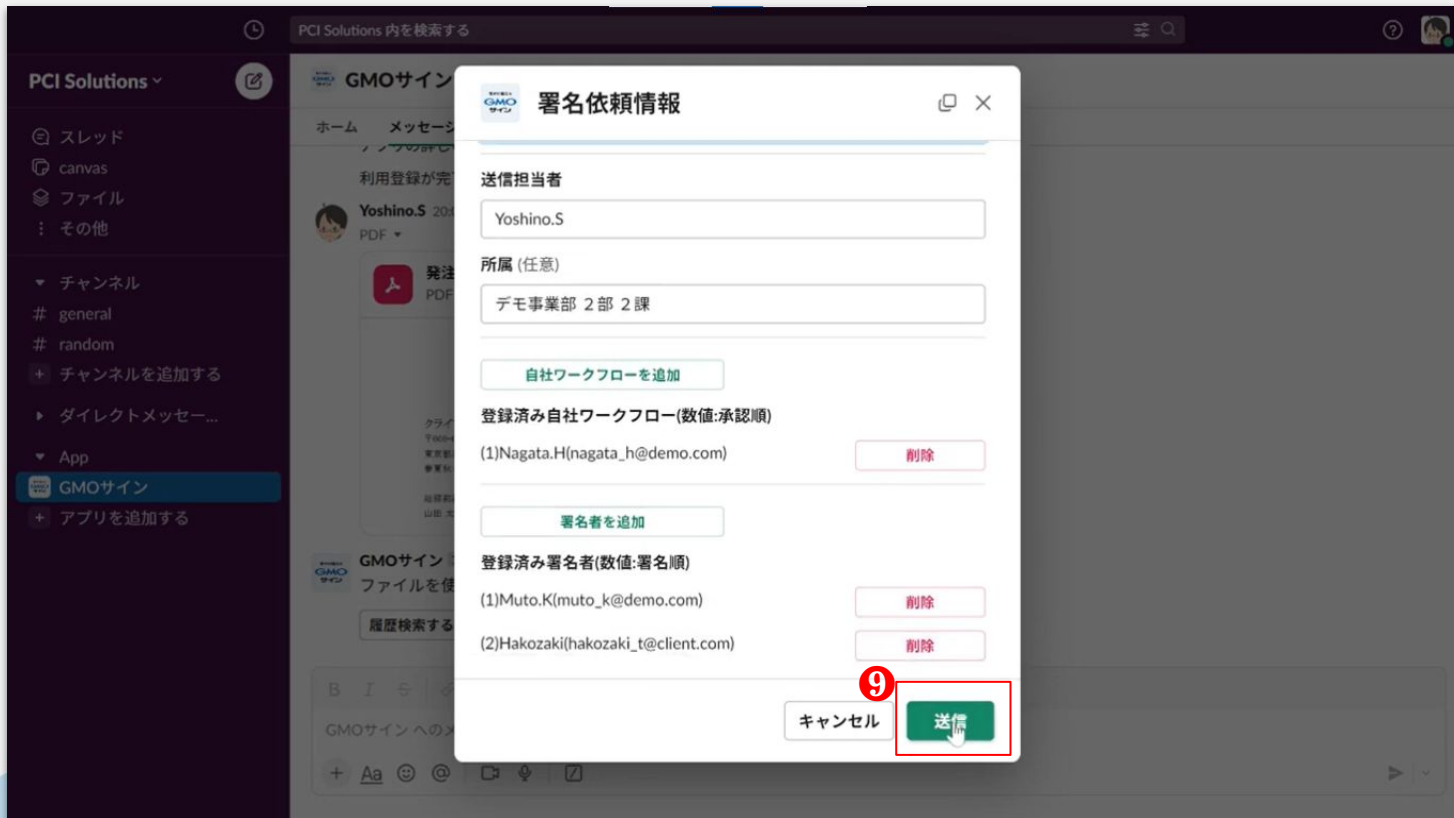 PCI Solutions 内を検索する
PCI Solutions
スレッド
canvas
ファイル
その他
チャンネル
# general
# random
+ チャンネルを追加する
ダイレクトメッセー...
App
GMOサイン
+ アプリを追加する
GMOサイン
ホーム
メッセージ
利用登録が完
Yoshino.S
PDF
発注
PDF
GMOサイン
ファイルを使
履歴検索する
B I S
GMOサイン への
Aa
@
GMO
サイン
署名依頼情報
送信担当者
Yoshino.S
所属 (任意)
デモ事業部 2部 2課
自社ワークフローを追加
登録済み自社ワークフロー(数値:承認順)
(1)Nagata.H(nagata_h@demo.com)
削除
署名者を追加
登録済み署名者(数値:署名順)
(1)Muto.K(muto_k@demo.com)
削除
(2)Hakozaki(hakozaki_t@client.com)
削除
9
キャンセル
送信